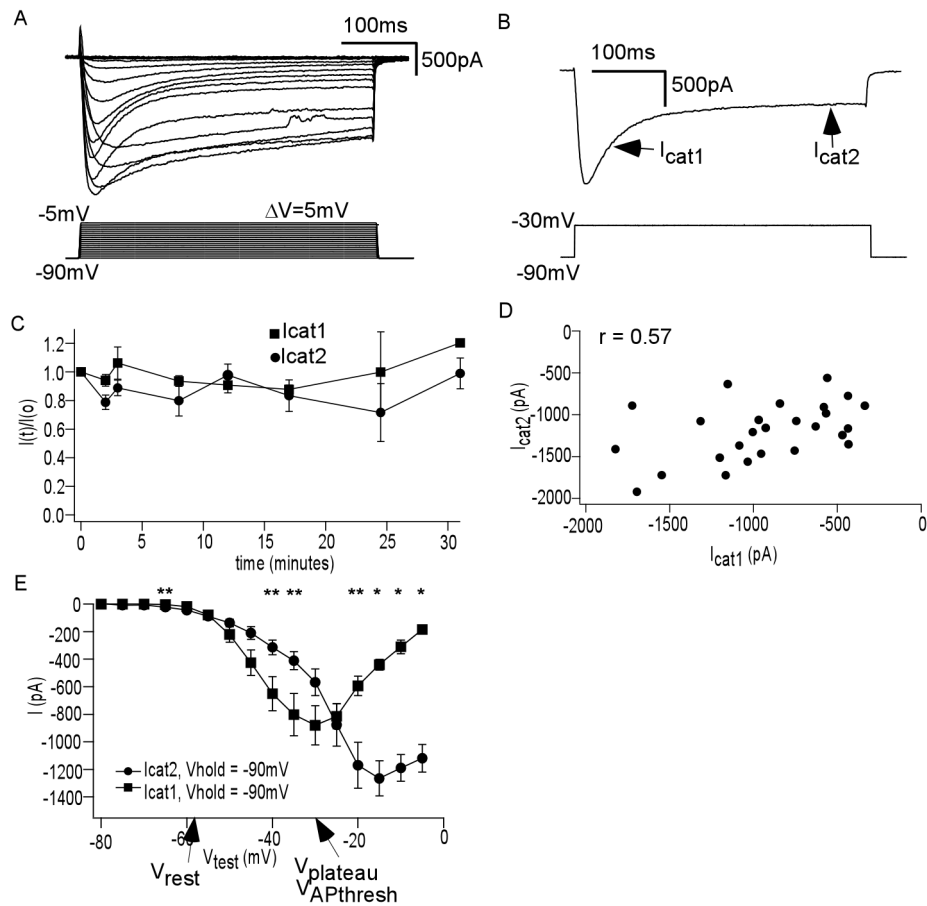 A
100ms
500pA
-5mV
ΔV=5mV
-90mV
B
100ms
500pA
Icat1
Icat2
-30mV
-90mV
C
Icat1
Icat2
1.2
1.0
0.8
0.6
0.4
0.2
0.0
I(t)/I(o)
0 5 10 15 20 25 30
time (minutes)
D
r = 0.57
0
-500
-1000
-1500
-2000
Icat2 (pA)
-2000 -1500 -1000 -500 0
Icat1 (pA)
E
** ** ** ** * * *
0
-200
-400
-600
-800
-1000
-1200
-1400
I (pA)
Icat2, Vhold = -90mV
Icat1, Vhold = -90mV
-80 -60 -40 -20 0
Vtest (mV)
Vrest
Vplateau
VAPthresh